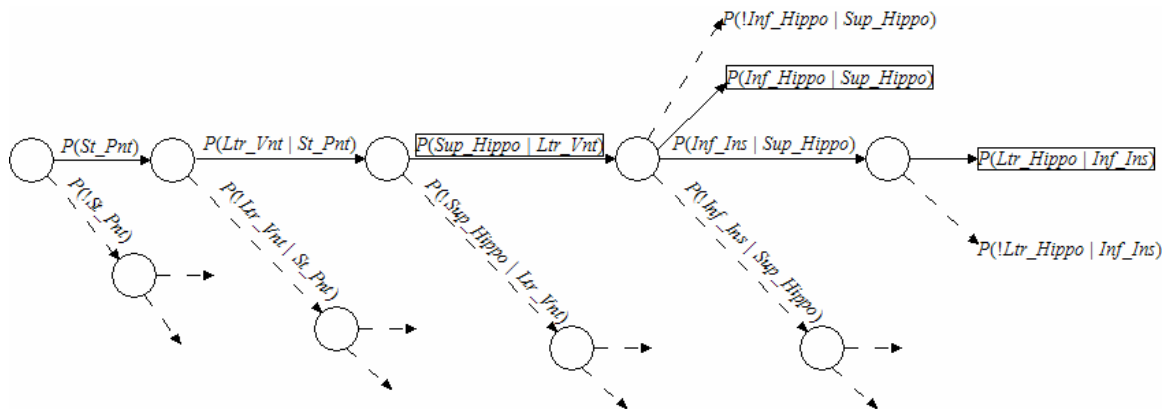 P(!Inf_Hippo | Sup_Hippo)
P(Inf_Hippo | Sup_Hippo)
P(St_Pnt)
P(Ltr_Vnt | St_Pnt)
P(Sup_Hippo | Ltr_Vnt)
P(Inf_Ins | Sup_Hippo)
P(Ltr_Hippo | Inf_Ins)
P(!St_Pnt)
P(!Ltr_Vnt | St_Pnt)
P(!Sup_Hippo | Ltr_Vnt)
P(!Inf_Ins | Sup_Hippo)
P(!Ltr_Hippo | Inf_Ins)